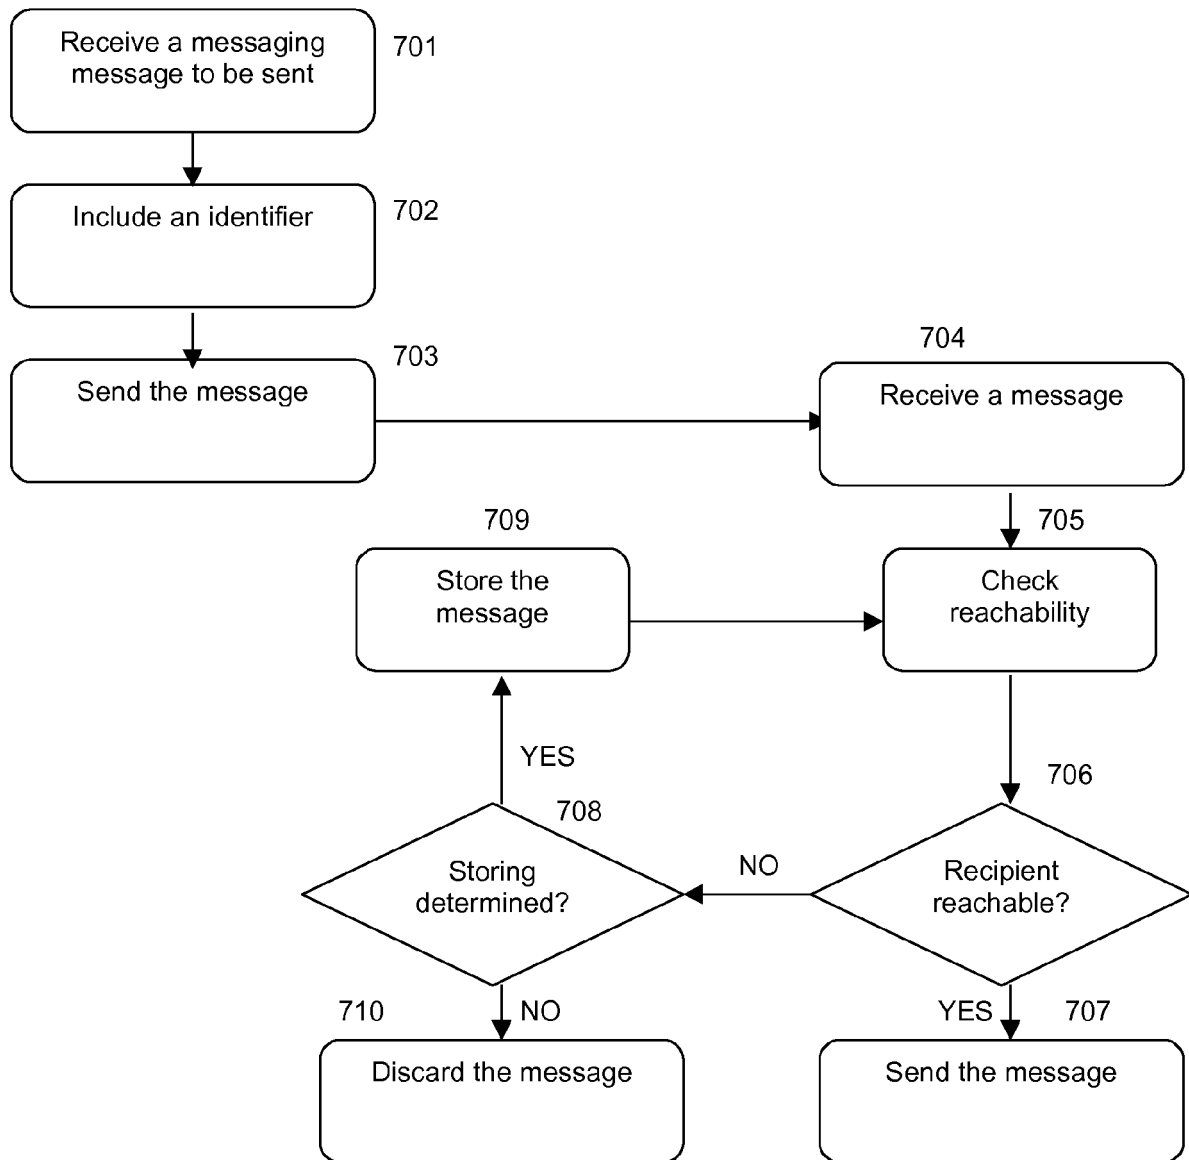 Receive a messaging
message to be sent
701
Include an identifier
702
703
Send the message
704
Receive a message
709
705
Store the
message
Check
reachability
YES
706
708
NO
Storing
determined?
Recipient
reachable?
710
NO
YES
707
Discard the message
Send the message